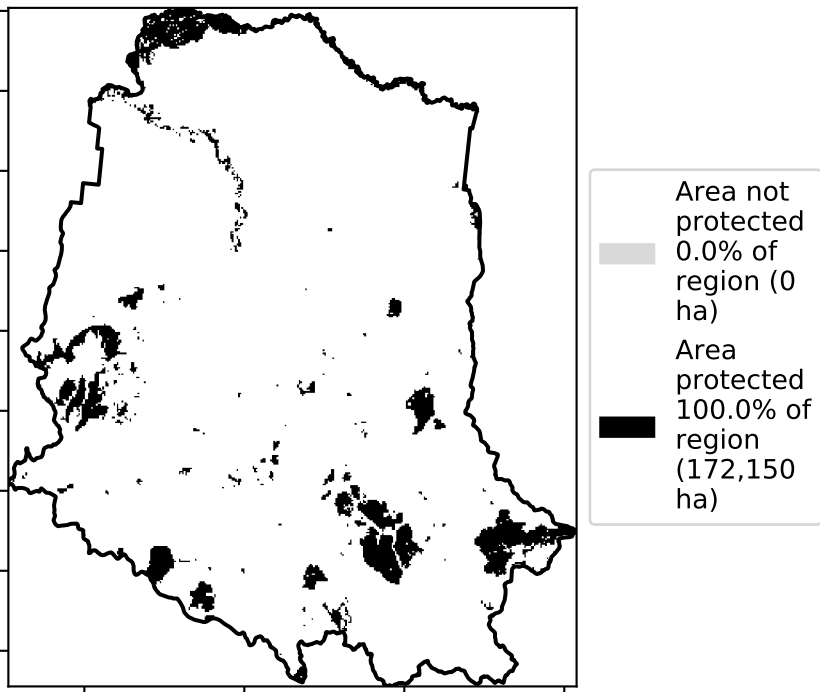 Area not
protected
0.0% of
region (0
ha)
Area
protected
100.0% of
region
(172,150
ha)